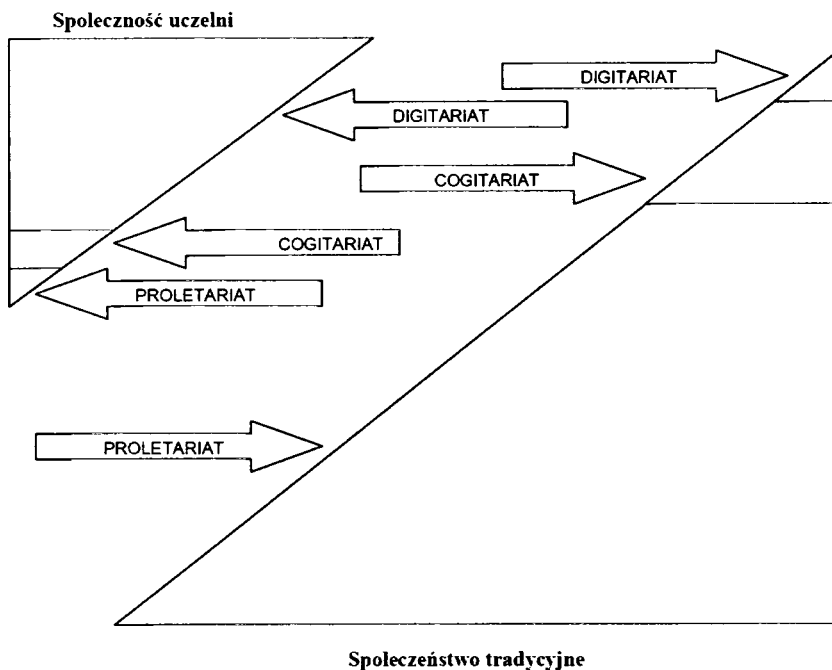 Społeczność uczelni
DIGITARIAT
DIGITARIAT
COGITARIAT
COGITARIAT
PROLETARIAT
PROLETARIAT
Społeczeństwo tradycyjne